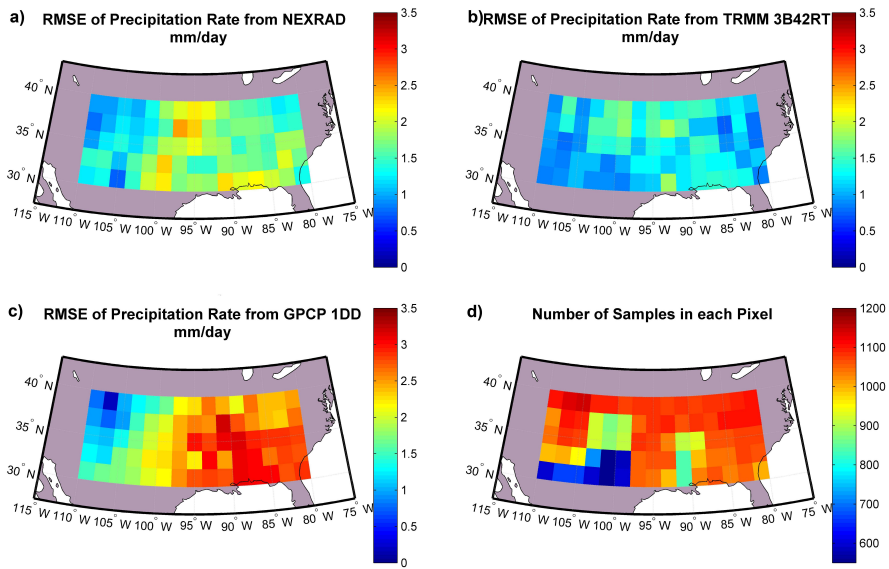 a) RMSE of Precipitation Rate from NEXRAD
mm/day
3.5
3
2.5
2
1.5
1
0.5
0
40° N
35° N
30° N
115° W
110° W
105° W
100° W
95° W
90° W
85° W
80° W
75° W
b) RMSE of Precipitation Rate from TRMM 3B42RT
mm/day
3.5
3
2.5
2
1.5
1
0.5
0
40° N
35° N
30° N
115° W
110° W
105° W
100° W
95° W
90° W
85° W
80° W
75° W
c) RMSE of Precipitation Rate from GPCP 1DD
mm/day
3.5
3
2.5
2
1.5
1
0.5
0
40° N
35° N
30° N
115° W
110° W
105° W
100° W
95° W
90° W
85° W
80° W
75° W
d) Number of Samples in each Pixel
1200
1100
1000
900
800
700
600
40° N
35° N
30° N
115° W
110° W
105° W
100° W
95° W
90° W
85° W
80° W
75° W